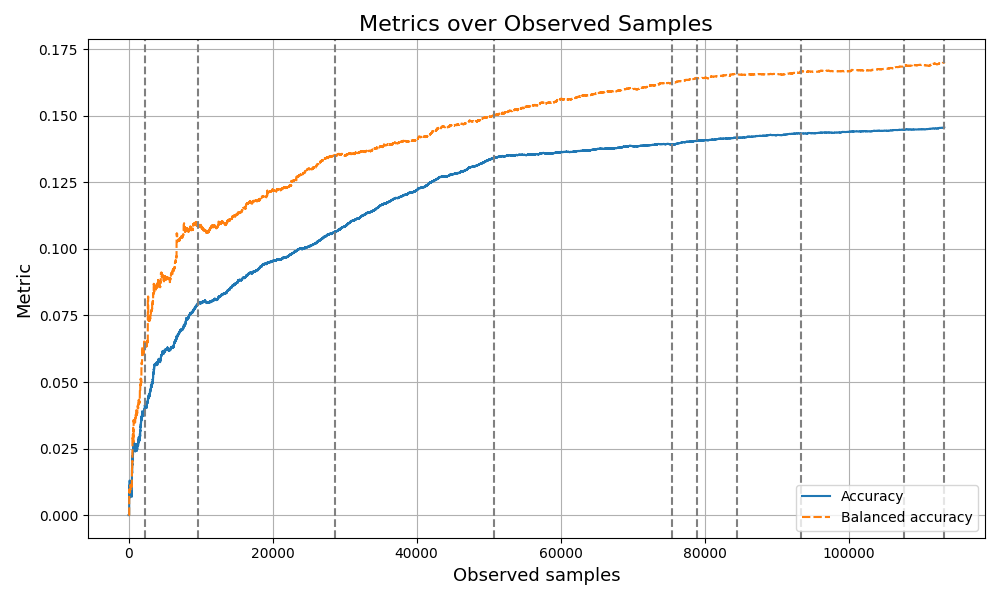 Metrics over Observed Samples
Metric
0.175
0.150
0.125
0.100
0.075
0.050
0.025
0.000
0
20000
40000
60000
80000
100000
Observed samples
Accuracy
Balanced accuracy